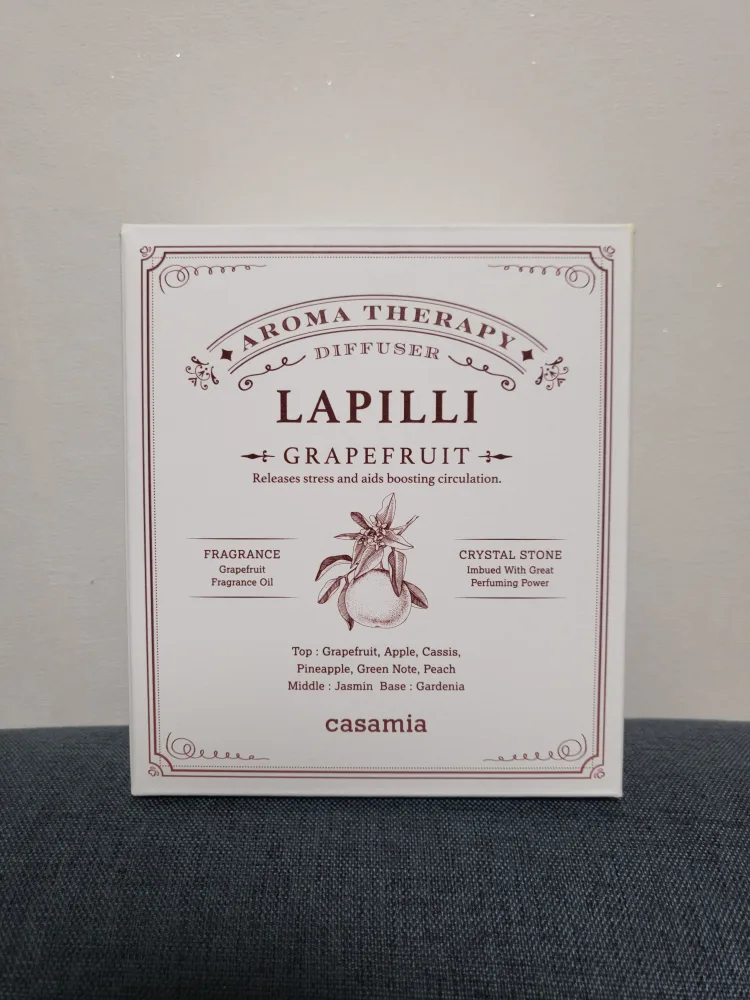 AROMA THERAPY
DIFFUSER
LAPILLI
GRAPEFRUIT
Releases stress and aids boosting circulation.
FRAGRANCE
Grapefruit
Fragrance Oil
CRYSTAL STONE
Imbued With Great
Perfuming Power
Top : Grapefruit, Apple, Cassis,
Pineapple, Green Note, Peach
Middle : Jasmin Base : Gardenia
casamia